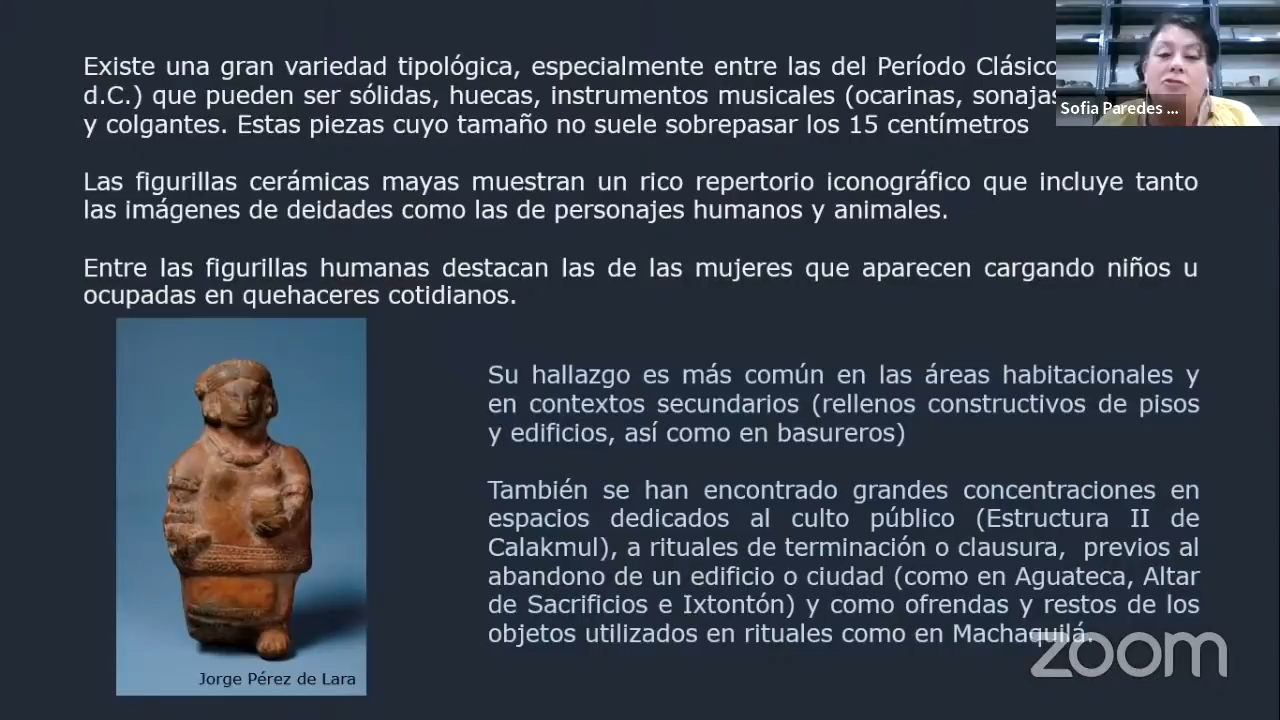 Existe una gran variedad tipológica, especialmente entre las del Período Clásico
d.C.) que pueden ser sólidas, huecas, instrumentos musicales (ocarinas, sonajas
y colgantes. Estas piezas cuyo tamaño no suele sobrepasar los 15 centímetros
Sofia Paredes ...
Las figurillas cerámicas mayas muestran un rico repertorio iconográfico que incluye tanto
las imágenes de deidades como las de personajes humanos y animales.
Entre las figurillas humanas destacan las de las mujeres que aparecen cargando niños u
ocupadas en quehaceres cotidianos.
Su hallazgo es más común en las áreas habitacionales y
en contextos secundarios (rellenos constructivos de pisos
y edificios, así como en basureros)
También se han encontrado grandes concentraciones en
espacios dedicados al culto público (Estructura II de
Calakmul), a rituales de terminación o clausura, previos al
abandono de un edificio o ciudad (como en Aguateca, Altar
de Sacrificios e Ixtontón) y como ofrendas y restos de los
objetos utilizados en rituales como en Machaquilá.
Jorge Pérez de Lara
zoom